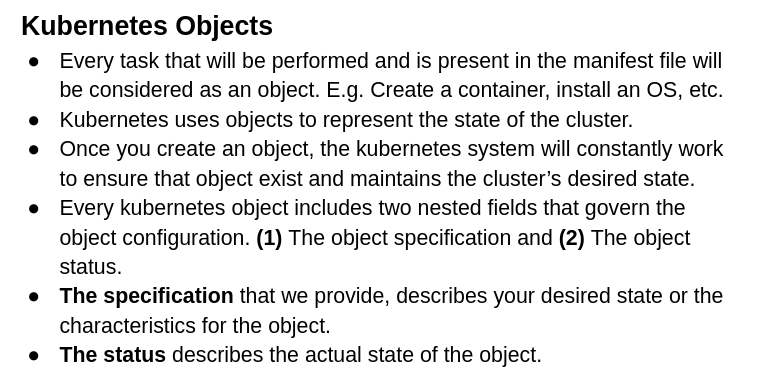 Kubernetes Objects
● Every task that will be performed and is present in the manifest file will
be considered as an object. E.g. Create a container, install an OS, etc.
● Kubernetes uses objects to represent the state of the cluster.
● Once you create an object, the kubernetes system will constantly work
to ensure that object exist and maintains the cluster’s desired state.
● Every kubernetes object includes two nested fields that govern the
object configuration. (1) The object specification and (2) The object
status.
● The specification that we provide, describes your desired state or the
characteristics for the object.
● The status describes the actual state of the object.